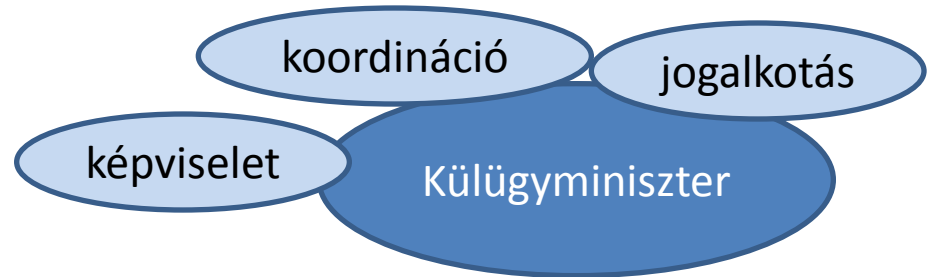 koordináció
jogalkotás
képviselet
Külügyminiszter